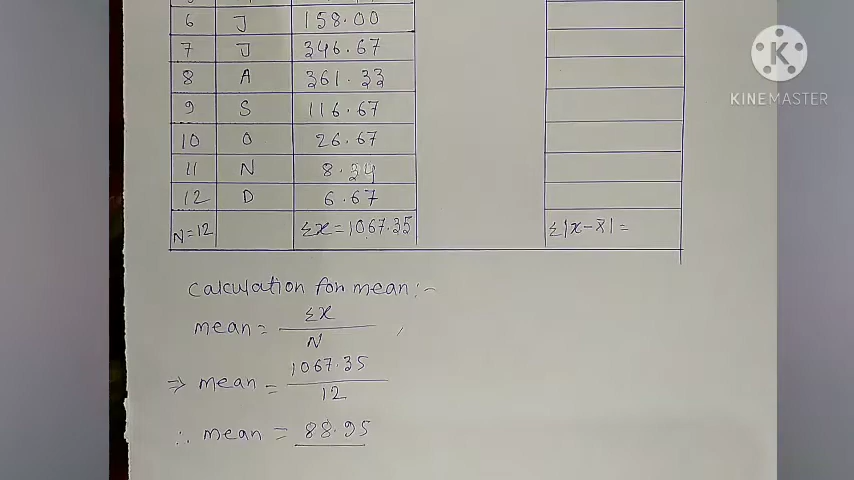 6 J 158.00
7 J 346.67
8 A 361.33
9 S 116.67
10 O 26.67
11 N 8.34
12 D 6.67
N=12 Σx=1067.35 Σ|x-x̄|=
KINEMASTER
Calculation for mean:-
mean = Σx
N
⇒ mean = 1067.35
12
∴ mean = 88.95